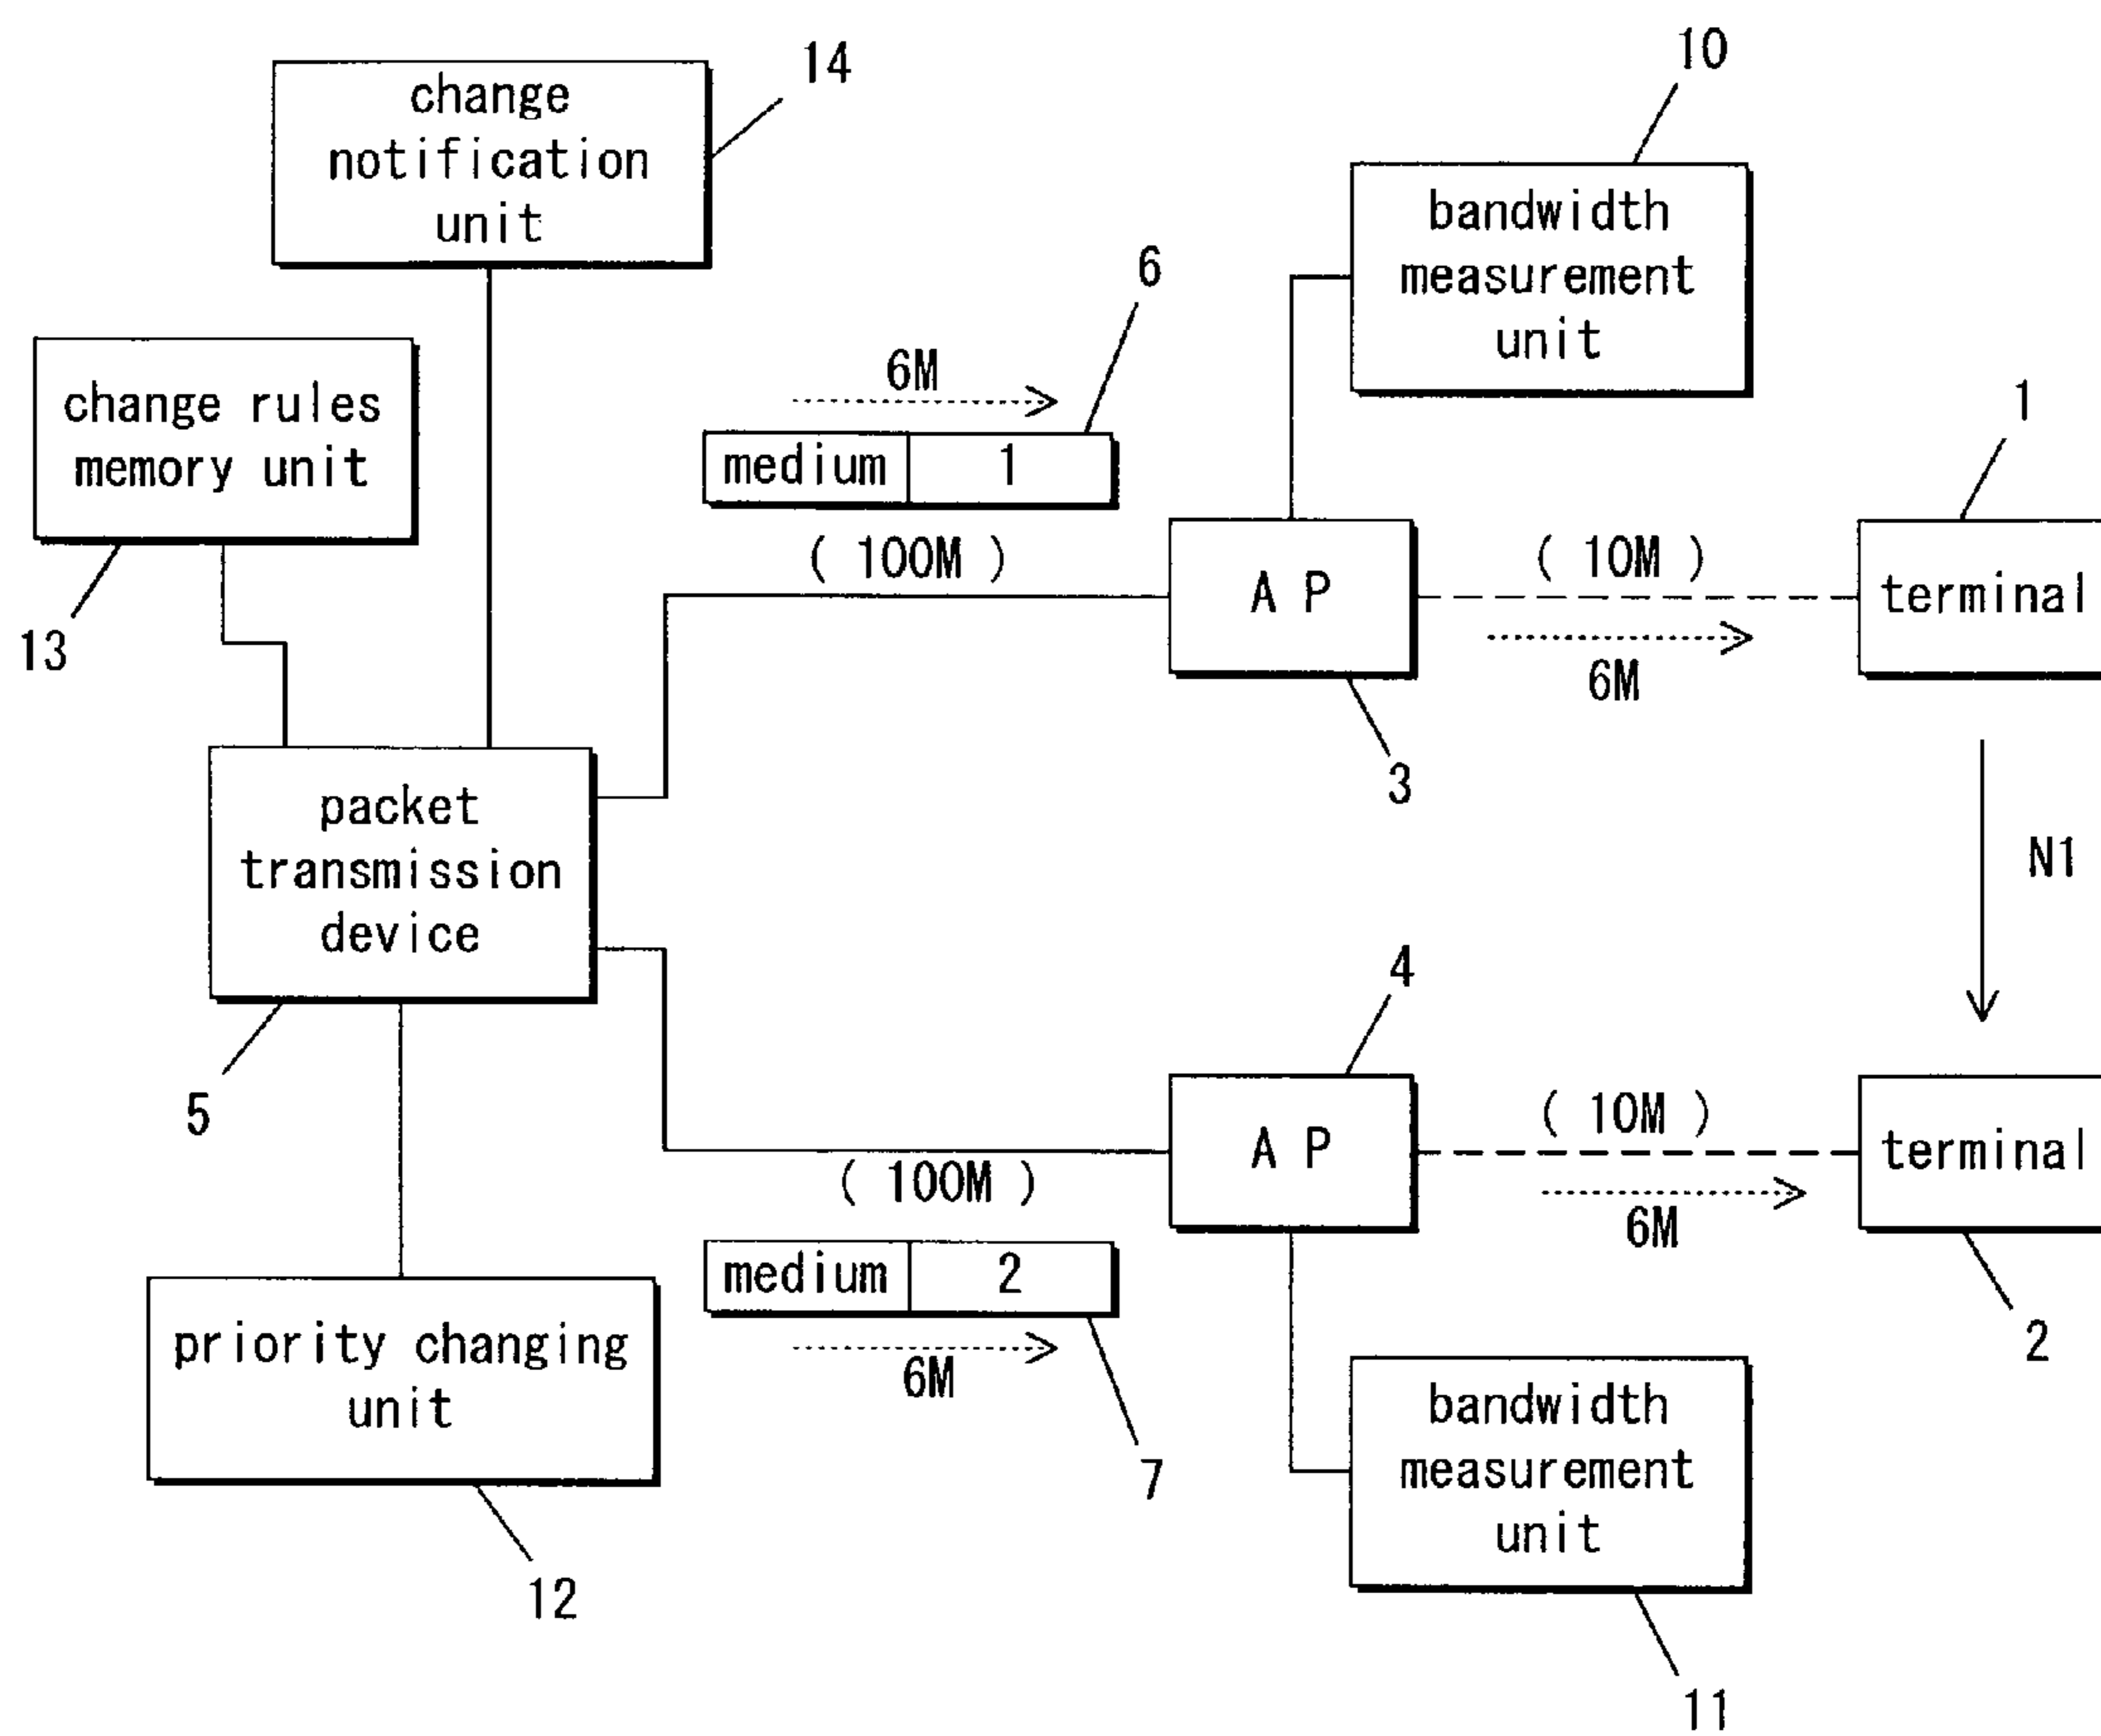 14
change
notification
unit
10
bandwidth
measurement
unit
6
6M
medium 1
change rules
memory unit
13
1
( 100M )
A P
( 10M )
terminal
6M
3
packet
transmission
device
5
N1
4
( 100M )
A P
( 10M )
terminal
6M
2
medium 2
6M
7
priority changing
unit
12
bandwidth
measurement
unit
11